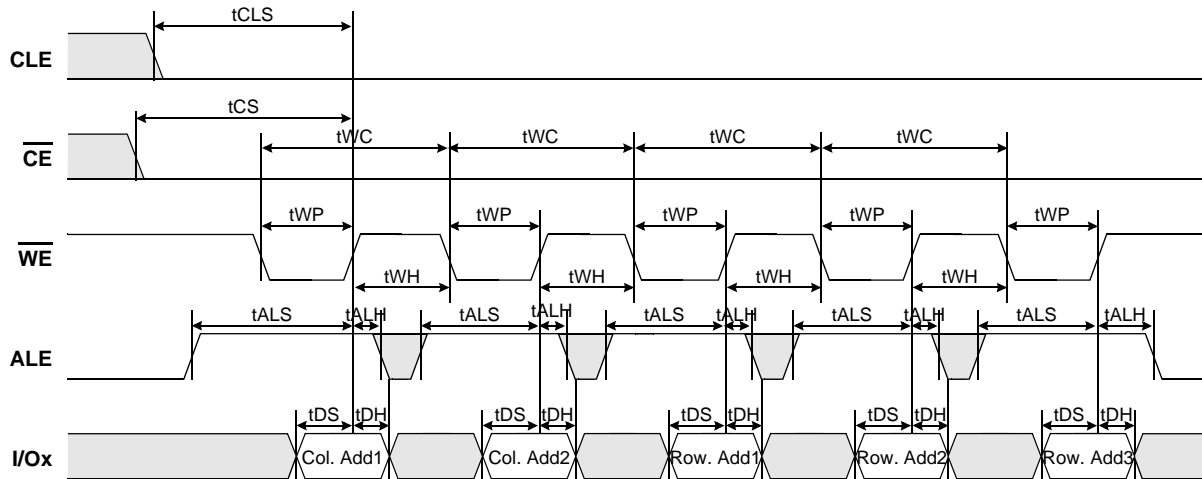 tCLS
CLE
tCS
CE
tWC tWC tWC tWC
tWP tWP tWP tWP tWP
WE
tWH tWH tWH tWH
tALS tALH tALS tALH tALS tALH tALS tALH tALS tALH
ALE
tDS tDH tDS tDH tDS tDH tDS tDH tDS tDH
I/Ox Col. Add1 Col. Add2 Row. Add1 Row. Add2 Row. Add3